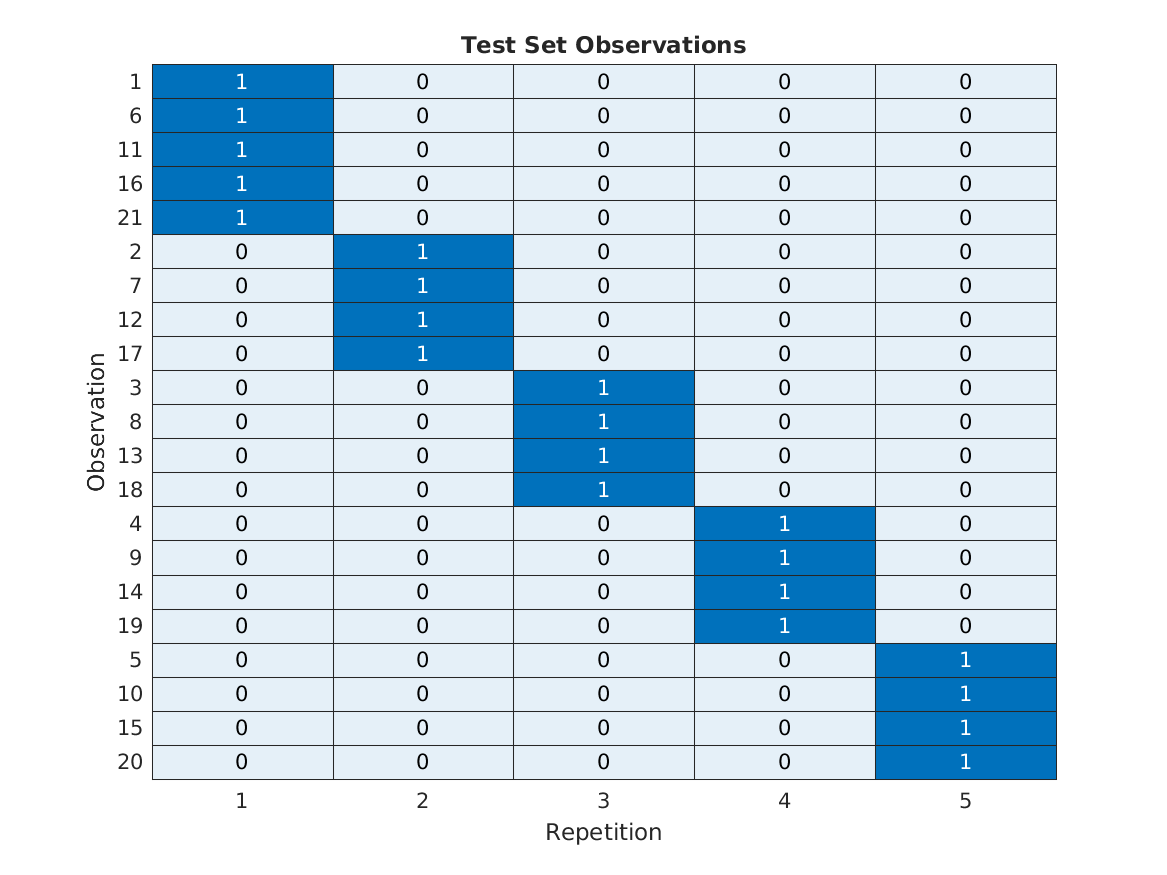 Test Set Observations
1 1 0 0 0 0
6 1 0 0 0 0
11 1 0 0 0 0
16 1 0 0 0 0
21 1 0 0 0 0
2 0 1 0 0 0
7 0 1 0 0 0
12 0 1 0 0 0
17 0 1 0 0 0
3 0 0 1 0 0
8 0 0 1 0 0
13 0 0 1 0 0
18 0 0 1 0 0
4 0 0 0 1 0
9 0 0 0 1 0
14 0 0 0 1 0
19 0 0 0 1 0
5 0 0 0 0 1
10 0 0 0 0 1
15 0 0 0 0 1
20 0 0 0 0 1
1 2 3 4 5
Repetition
Observation